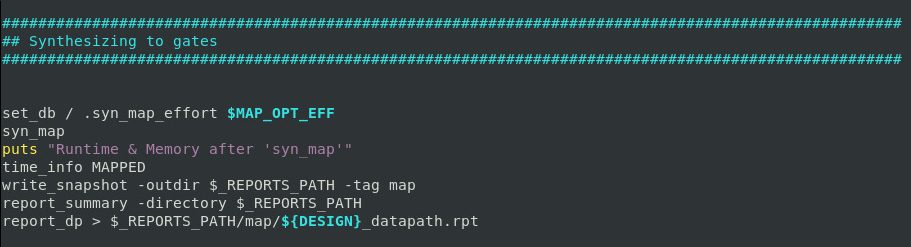 ####################################################################################################
## Synthesizing to gates
####################################################################################################
set_db / .syn_map_effort $MAP_OPT_EFF
syn_map
puts "Runtime & Memory after 'syn_map'"
time_info MAPPED
write_snapshot -outdir $_REPORTS_PATH -tag map
report_summary -directory $_REPORTS_PATH
report_dp > $_REPORTS_PATH/map/${DESIGN}_datapath.rpt